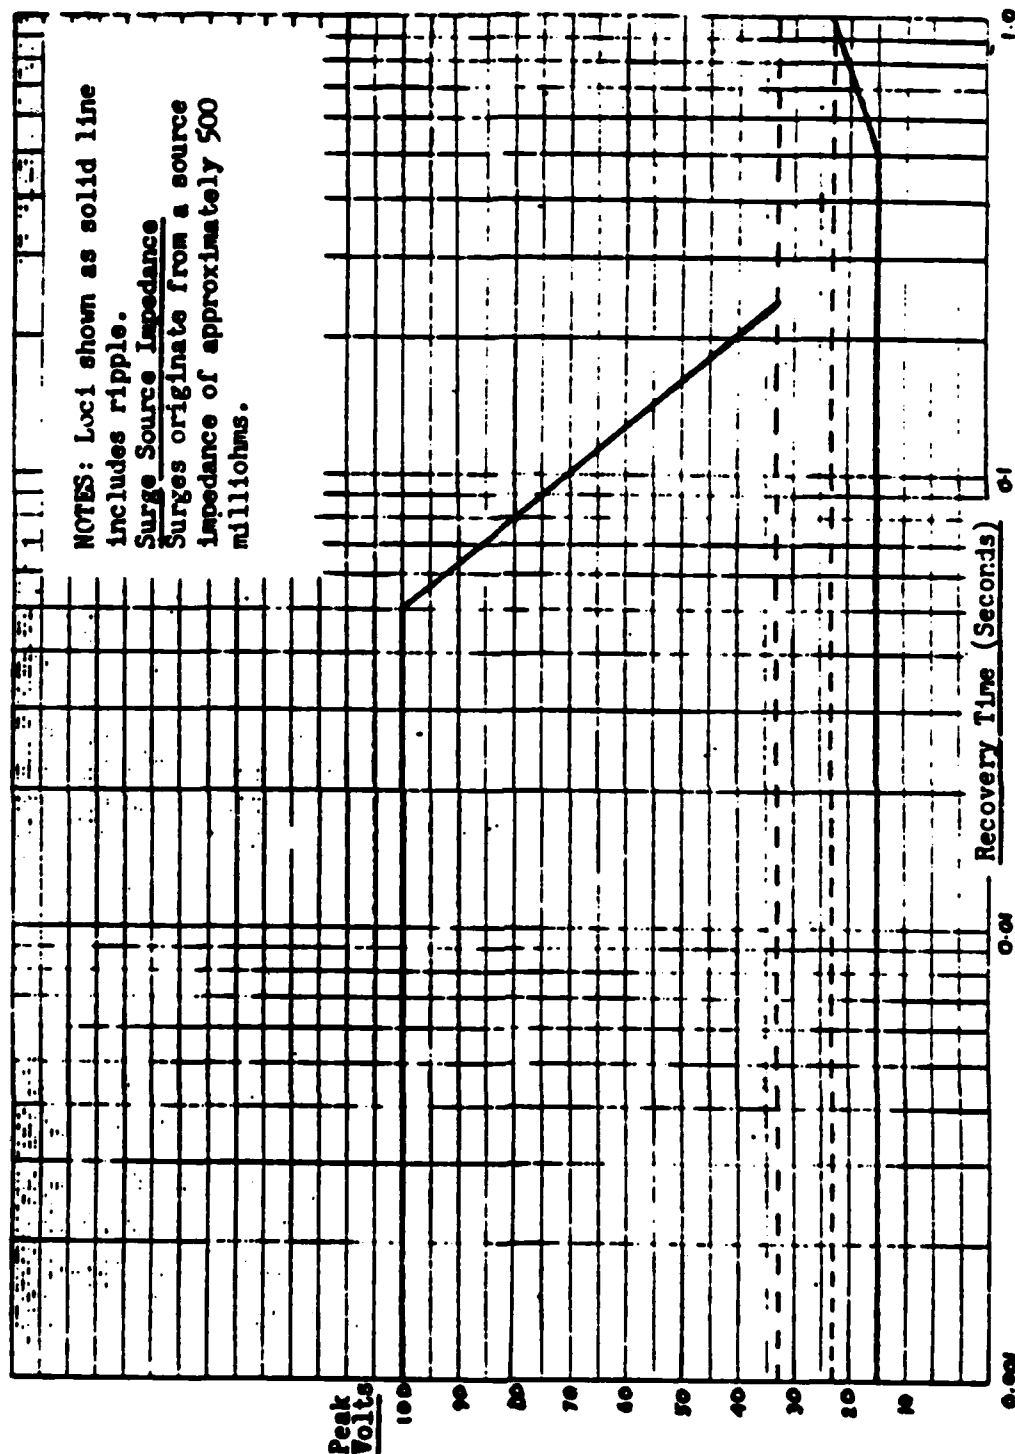 NOTES: Loci shown as solid line
includes ripple.
Surge Source Impedance
Surges originate from a source
impedance of approximately 500
milliohms.
Peak
Volts
100
90
80
70
60
50
40
30
20
10
0.001
0.01
0.1
1.0
Recovery Time (Seconds)